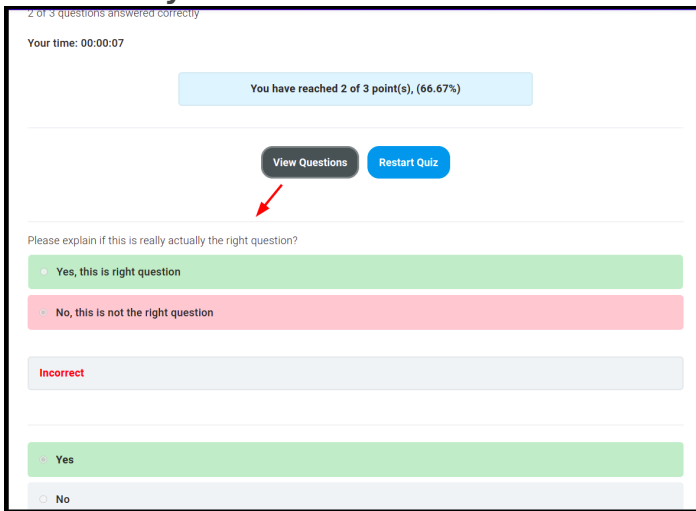 2 of 3 questions answered correctly
Your time: 00:00:07
You have reached 2 of 3 point(s), (66.67%)
View Questions
Restart Quiz
Please explain if this is really actually the right question?
Yes, this is right question
No, this is not the right question
Incorrect
Yes
No